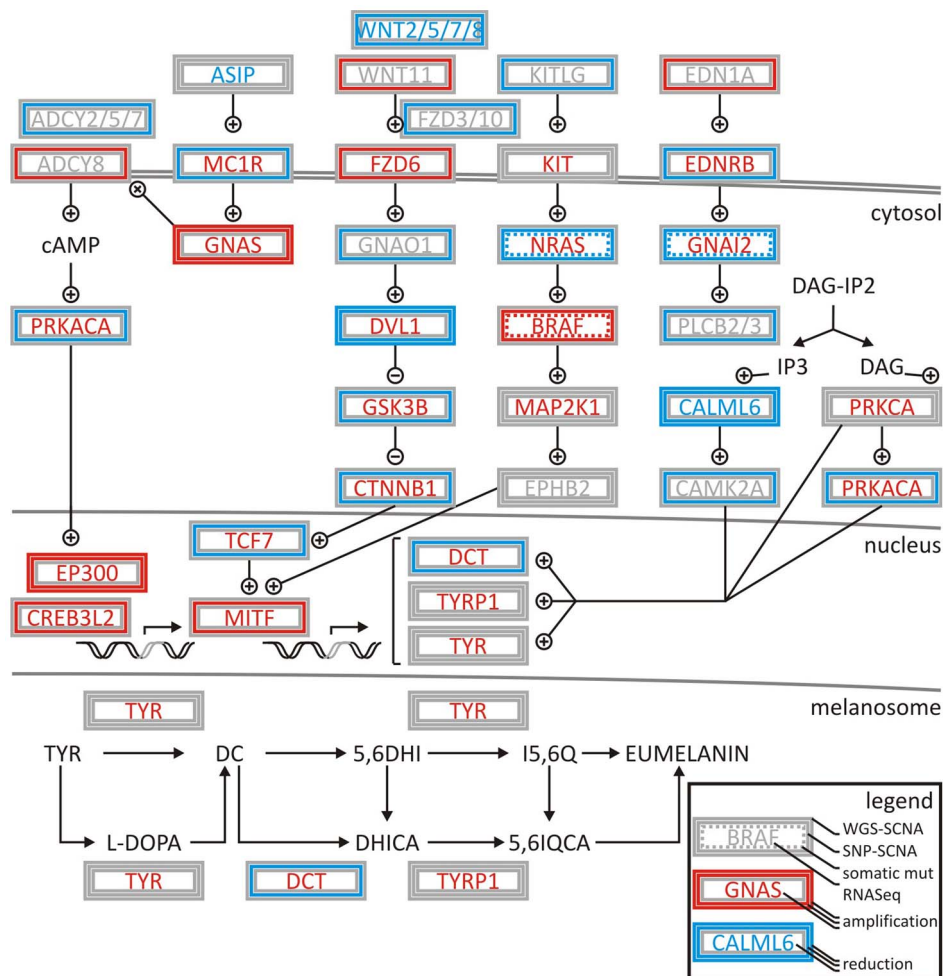 WNT2/5/7/8
ASIP
WNT11
KITLG
EDN1A
ADCY2/5/7
FZD3/10
ADCY8
MC1R
FZD6
KIT
EDNRB
cytosol
cAMP
GNAS
GNAO1
NRAS
GNAI2
DAG-IP2
PRKACA
DVL1
BRAF
PLCB2/3
IP3
DAG
GSK3B
MAP2K1
CALML6
PRKCA
CTNNB1
EPHB2
CAMK2A
PRKACA
nucleus
TCF7
DCT
EP300
TYRP1
CREB3L2
MITF
TYR
melanosome
TYR
TYR
TYR
DC
5,6DHI
I5,6Q
EUMELANIN
L-DOPA
DHICA
5,6IQCA
TYR
DCT
TYRP1
legend
BRAF
WGS-SCNA
SNP-SCNA
somatic mut
RNASeq
GNAS
amplification
CALML6
reduction